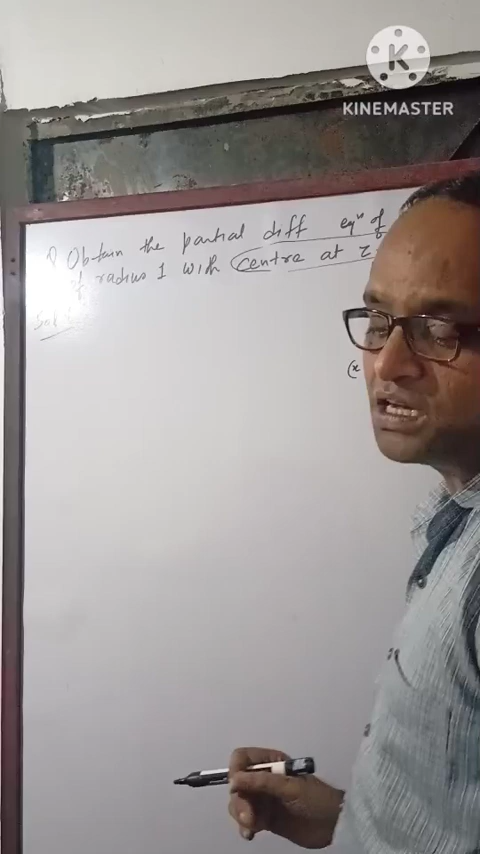 K
KINEMASTER
Q Obtain the partial diff eqⁿ of
of radius 1 with centre at z
Sol
(x